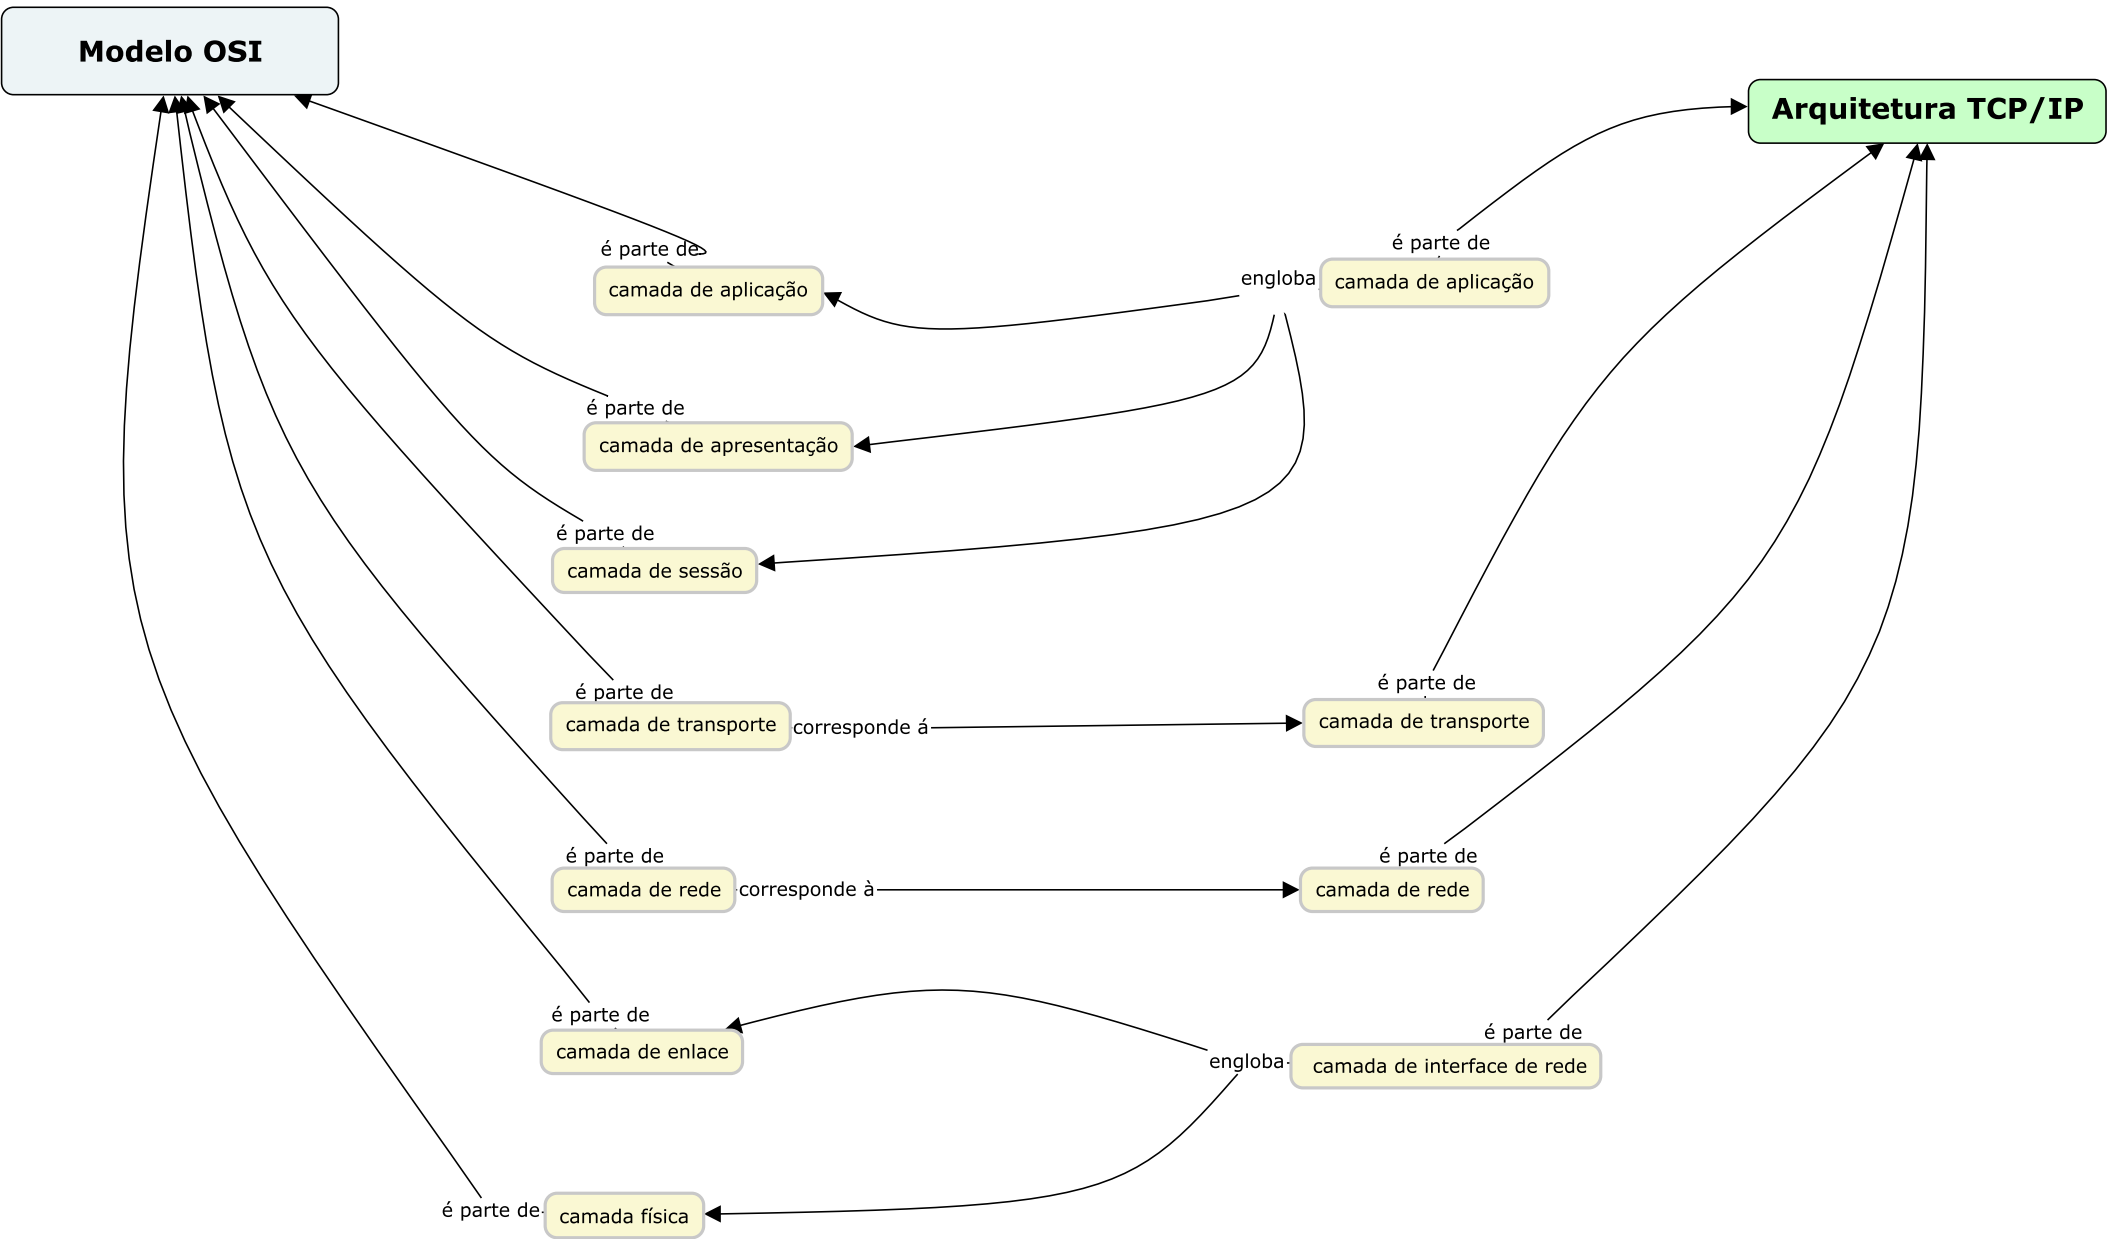 Modelo OSI
Arquitetura TCP/IP
é parte de
camada de aplicação
engloba
é parte de
camada de aplicação
é parte de
camada de apresentação
é parte de
camada de sessão
é parte de
camada de transporte
corresponde á
é parte de
camada de transporte
é parte de
camada de rede
corresponde à
é parte de
camada de rede
é parte de
camada de enlace
engloba
é parte de
camada de interface de rede
é parte de
camada física